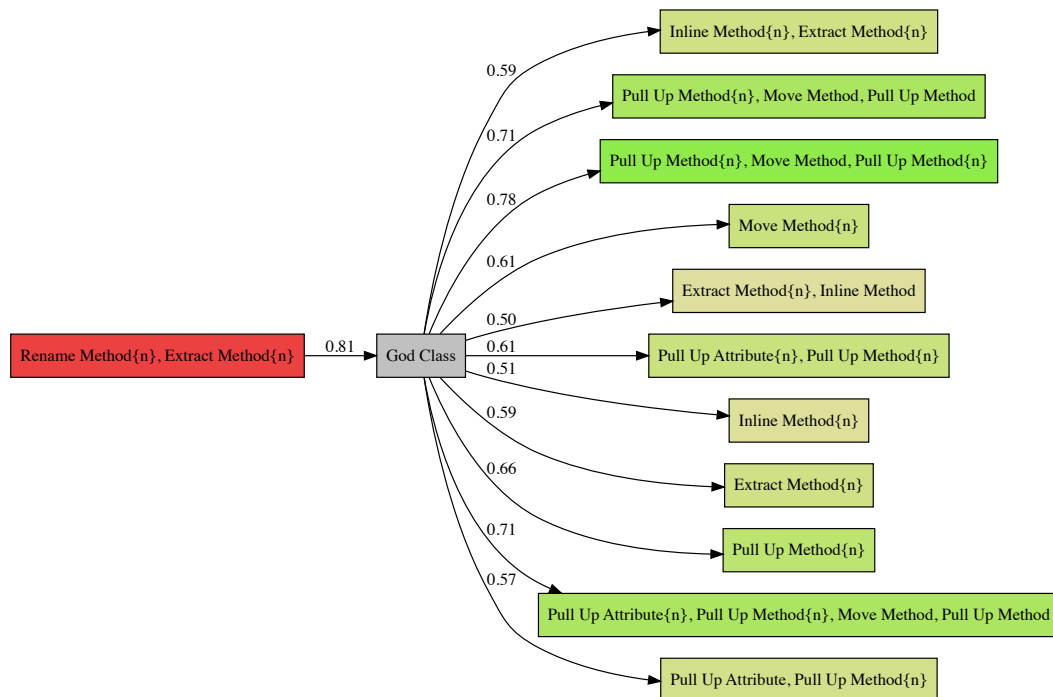 Inline Method{n}, Extract Method{n}
0.59
Pull Up Method{n}, Move Method, Pull Up Method
0.71
Pull Up Method{n}, Move Method, Pull Up Method{n}
0.78
Move Method{n}
0.61
Extract Method{n}, Inline Method
0.50
Rename Method{n}, Extract Method{n}
0.81
God Class
0.61
Pull Up Attribute{n}, Pull Up Method{n}
0.51
Inline Method{n}
0.59
Extract Method{n}
0.66
Pull Up Method{n}
0.71
Pull Up Attribute{n}, Pull Up Method{n}, Move Method, Pull Up Method
0.57
Pull Up Attribute, Pull Up Method{n}